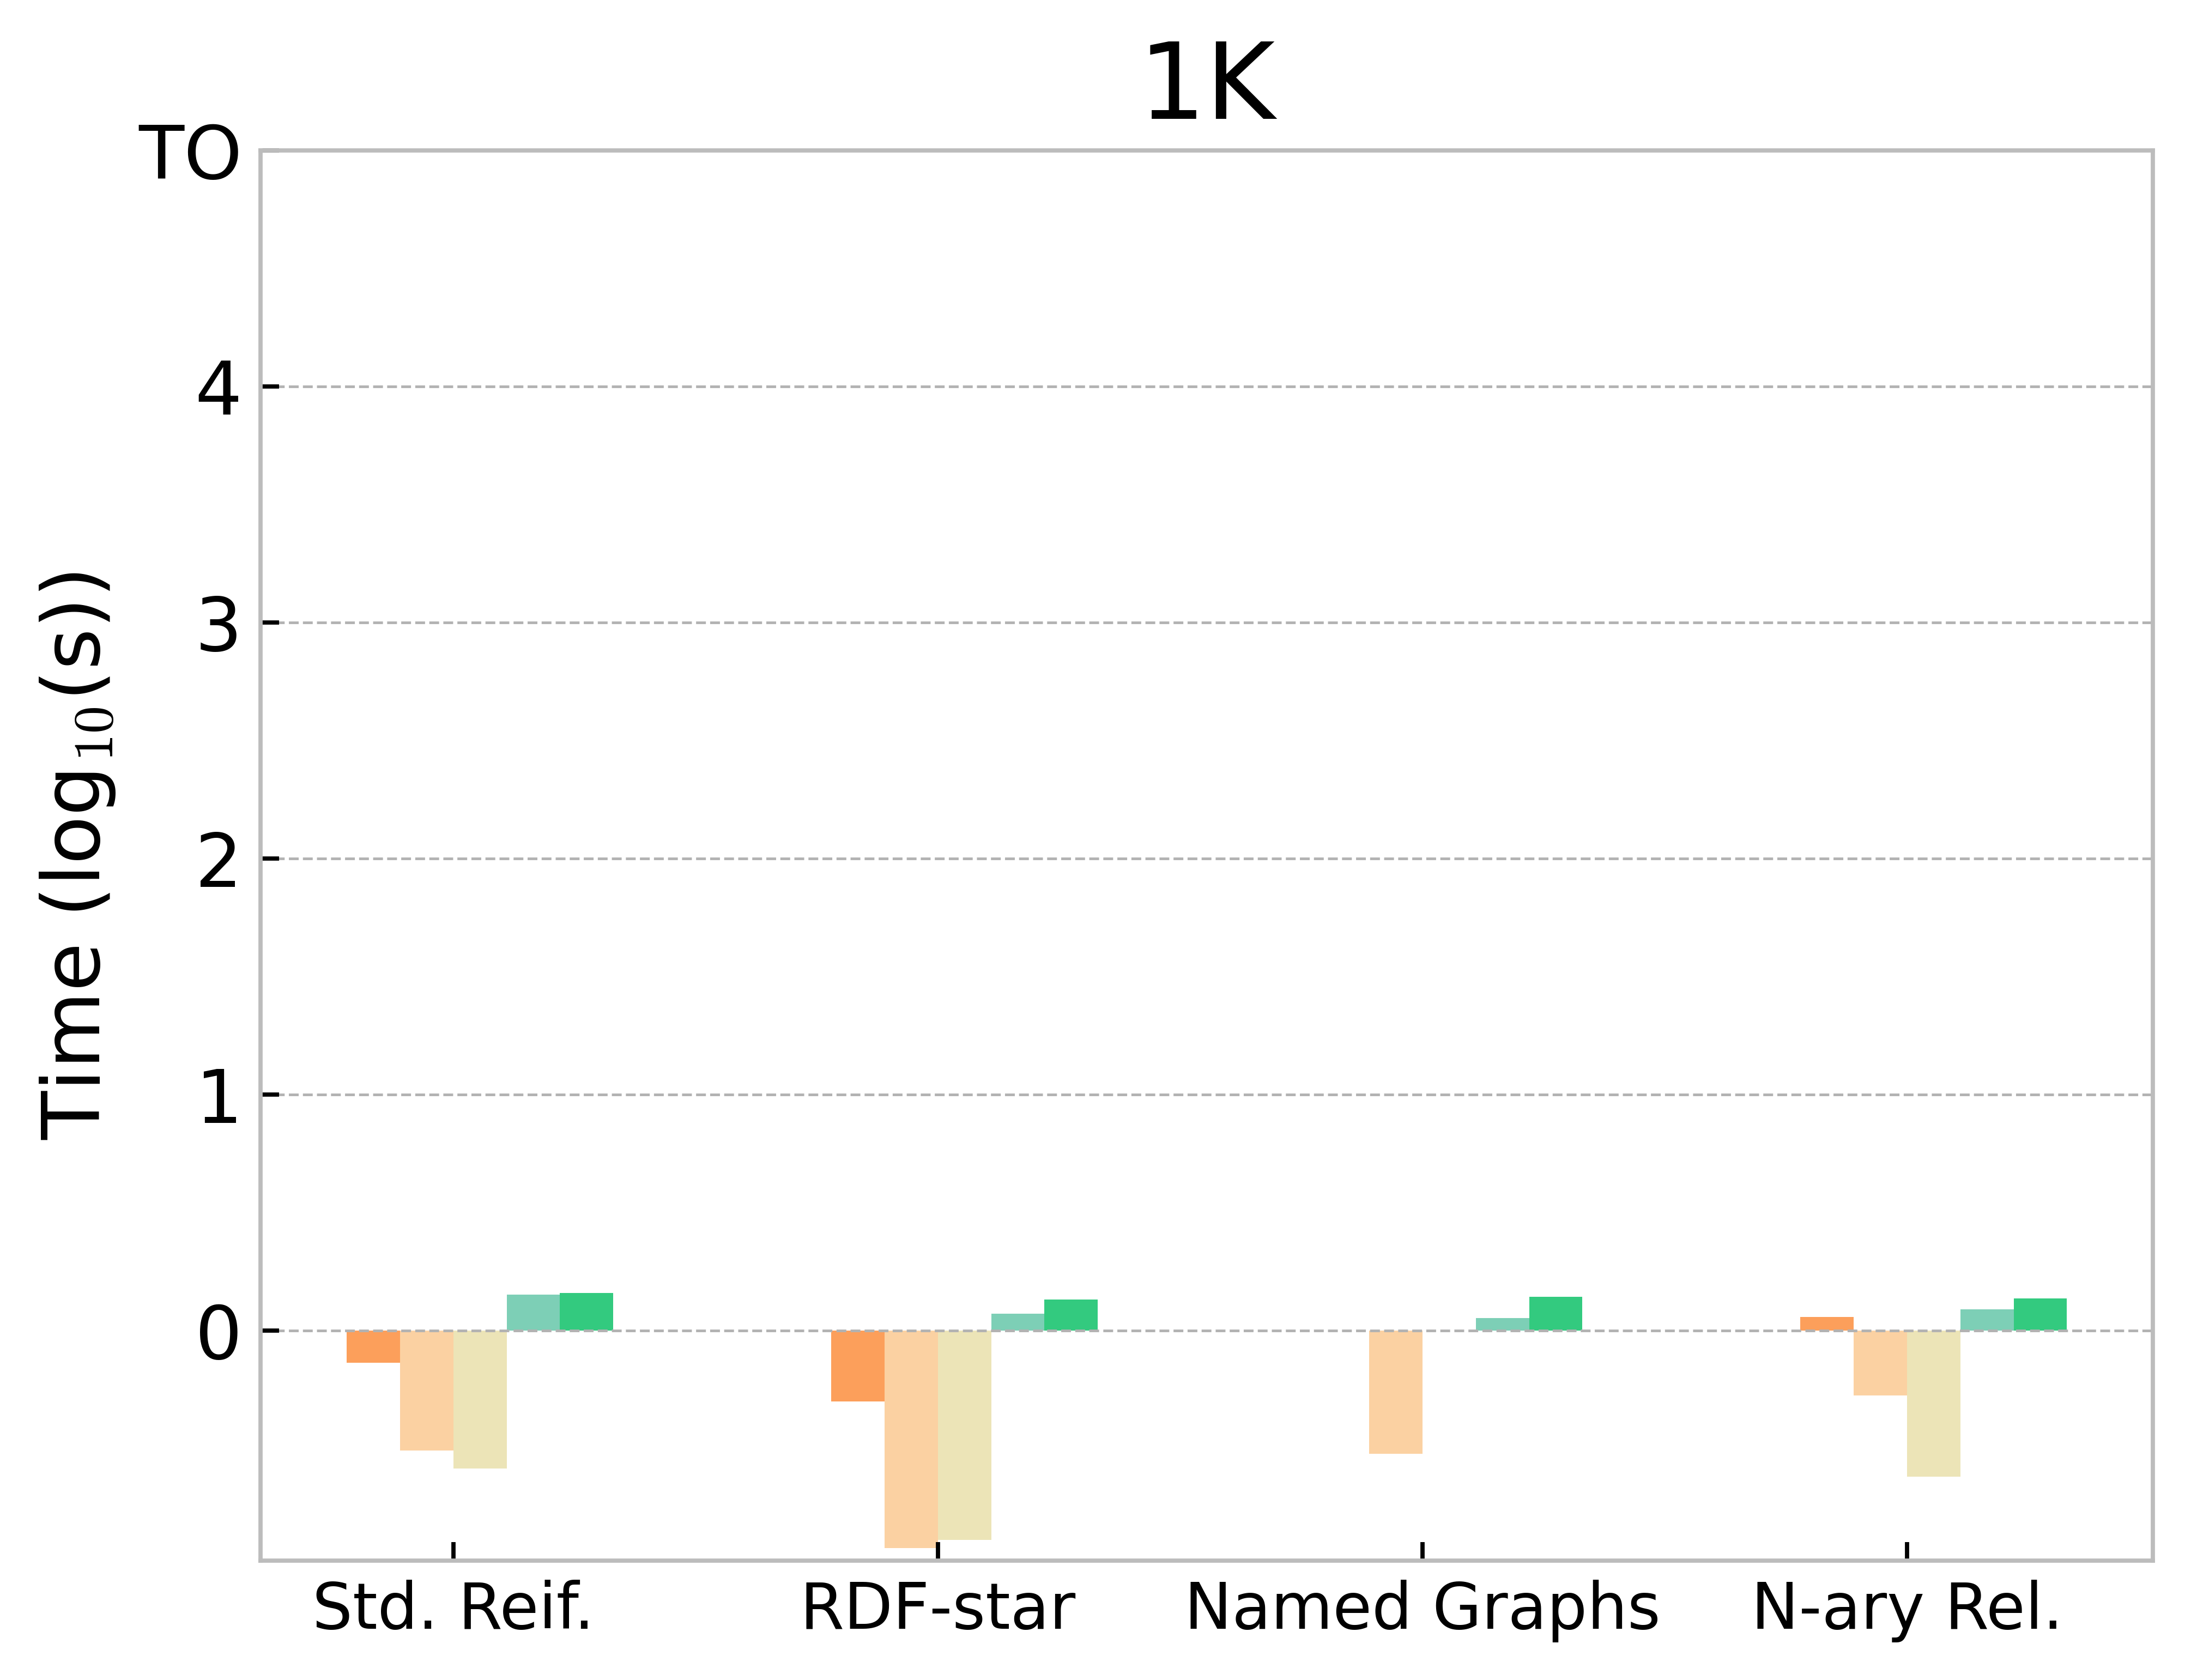 1K
TO
4
3
2
1
0
Time (log₁₀(s))
Std. Reif. RDF-star Named Graphs N-ary Rel.